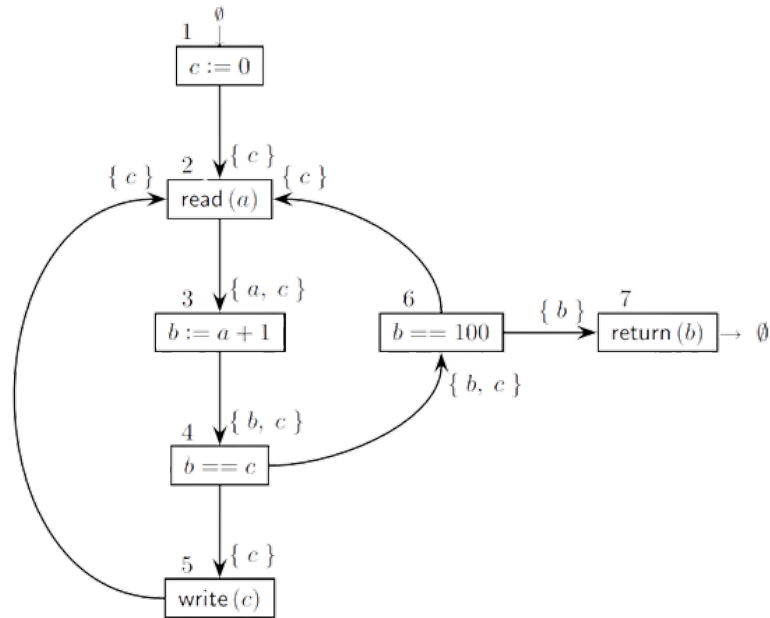 ∅
1
c := 0
{ c }
2
{ c } { c }
read (a)
{ a, c }
3
b := a + 1
6
b == 100
{ b }
7
return (b) → ∅
{ b, c }
{ b, c }
4
b == c
{ c }
5
write (c)